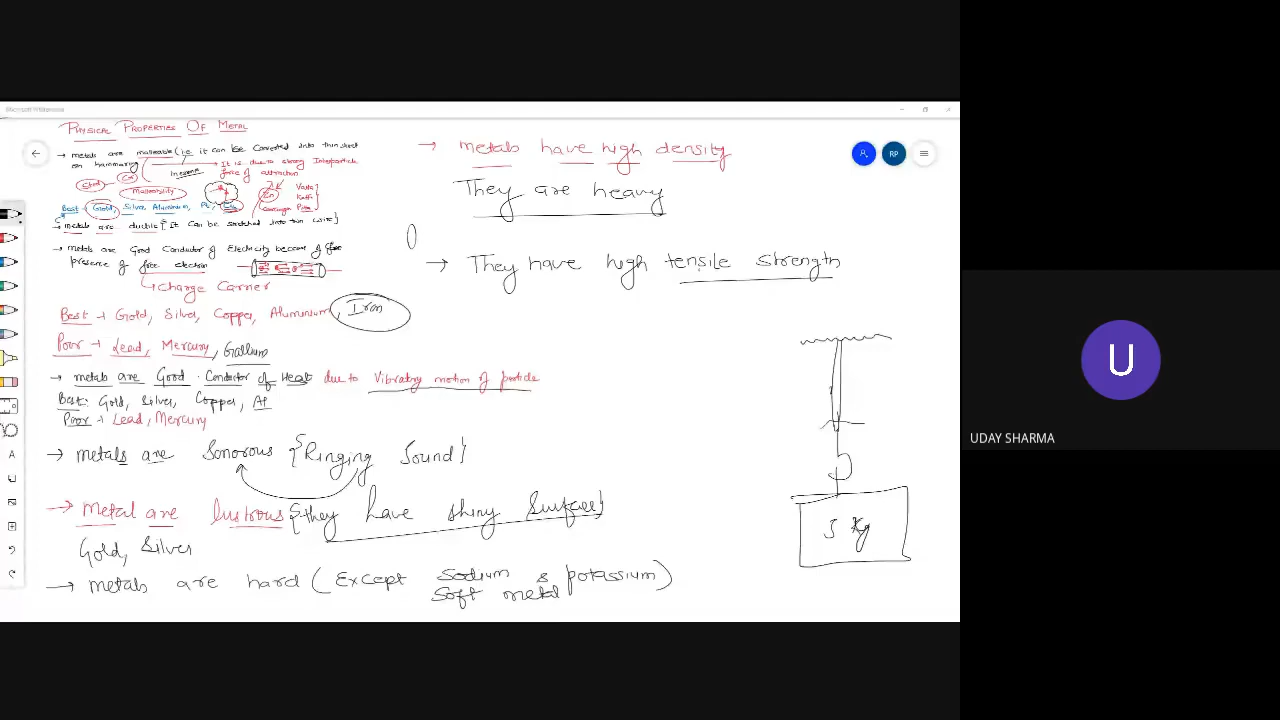 Microsoft Whiteboard
PHYSICAL PROPERTIES OF METAL
→ metals are malleable (i.e. it can be Converted into thin sheet
on hammering
→ It is due to strong Interparticle
force of attraction
Increase
Malleability
Zn
Best → Gold, Silver, Aluminium, Pt,
→ metals are ductile { It can be stretched into thin wire }
→ metals are Good Conductor of Electricity because of free
presence of free electron
→ Charge Carrier
Best → Gold, Silver, Copper, Aluminium, Iron
Poor → Lead, Mercury, Gallium
→ metals are Good Conductor of Heat due to Vibratory motion of particle
Best: Gold, Silver, Copper, Al
Poor → Lead, Mercury
→ metals are Sonorous { Ringing Sound }
→ Metal are lustrous { they have shiny Surface }
Gold, Silver
→ metals are hard ( Except Sodium & potassium )
Soft metal
→ metals have high density
They are heavy
→ They have high tensile strength
5 Kg
RP
U
UDAY SHARMA